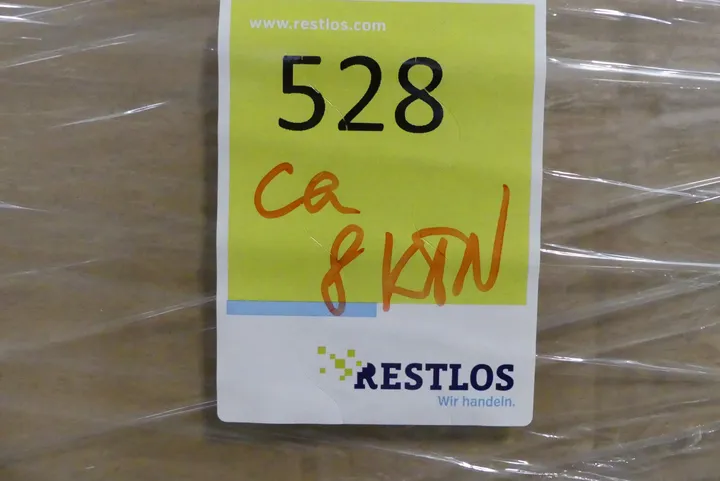 www.restlos.com
528
ca
8 KTN
RESTLOS
Wir handeln.